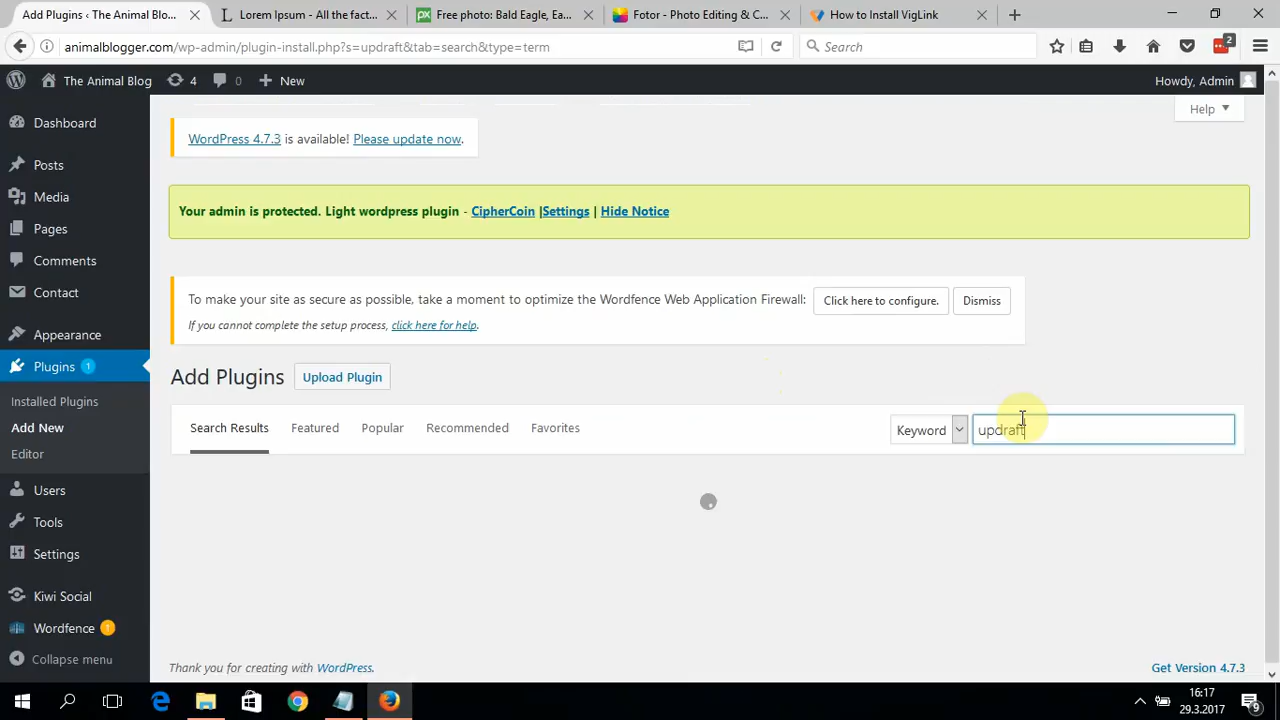 Add Plugins ‹ The Animal Blo... Lorem Ipsum - All the fact... Free photo: Bald Eagle, Ea... Fotor - Photo Editing & C... How to Install VigLink
animalblogger.com/wp-admin/plugin-install.php?s=updraft&tab=search&type=term Search 2
The Animal Blog 4 0 New Howdy, Admin
Help
Dashboard
Posts
Media
Pages
Comments
Contact
Appearance
Plugins 1
Installed Plugins
Add New
Editor
Users
Tools
Settings
Kiwi Social
Wordfence 1
Collapse menu
WordPress 4.7.3 is available! Please update now.
Your admin is protected. Light wordpress plugin - CipherCoin |Settings | Hide Notice
To make your site as secure as possible, take a moment to optimize the Wordfence Web Application Firewall: Click here to configure. Dismiss
If you cannot complete the setup process, click here for help.
Add Plugins Upload Plugin
Search Results Featured Popular Recommended Favorites Keyword updraft
Thank you for creating with WordPress. Get Version 4.7.3
16:17
29.3.2017
9